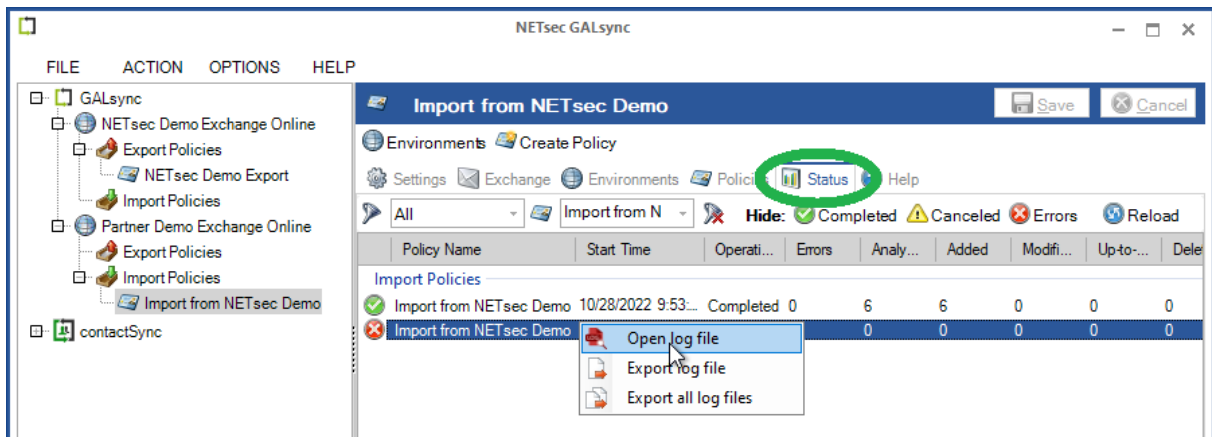 NETsec GALsync
FILE ACTION OPTIONS HELP
GALsync
NETsec Demo Exchange Online
Export Policies
NETsec Demo Export
Import Policies
Partner Demo Exchange Online
Export Policies
Import Policies
Import from NETsec Demo
contactSync
Import from NETsec Demo Save Cancel
Environments Create Policy
Settings Exchange Environments Policies Status Help
All Import from N Hide: Completed Canceled Errors Reload
Policy Name Start Time Operati... Errors Analy... Added Modifi... Up-to-... Dele
Import Policies
Import from NETsec Demo 10/28/2022 9:53:... Completed 0 6 6 0 0 0
Import from NETsec Demo 0 0 0 0 0
Open log file
Export log file
Export all log files